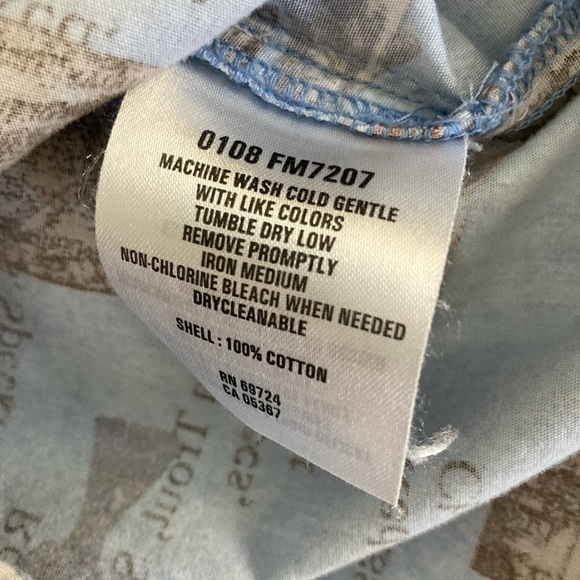 0108 FM7207
MACHINE WASH COLD GENTLE
WITH LIKE COLORS
TUMBLE DRY LOW
REMOVE PROMPTLY
IRON MEDIUM
NON-CHLORINE BLEACH WHEN NEEDED
DRYCLEANABLE
SHELL : 100% COTTON
RN 69724
CA 05367
Trout, s